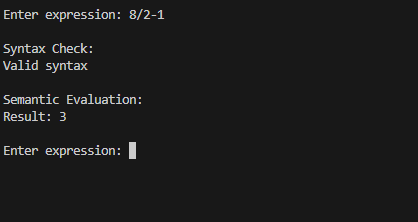 Enter expression: 8/2-1
Syntax Check:
Valid syntax
Semantic Evaluation:
Result: 3
Enter expression: